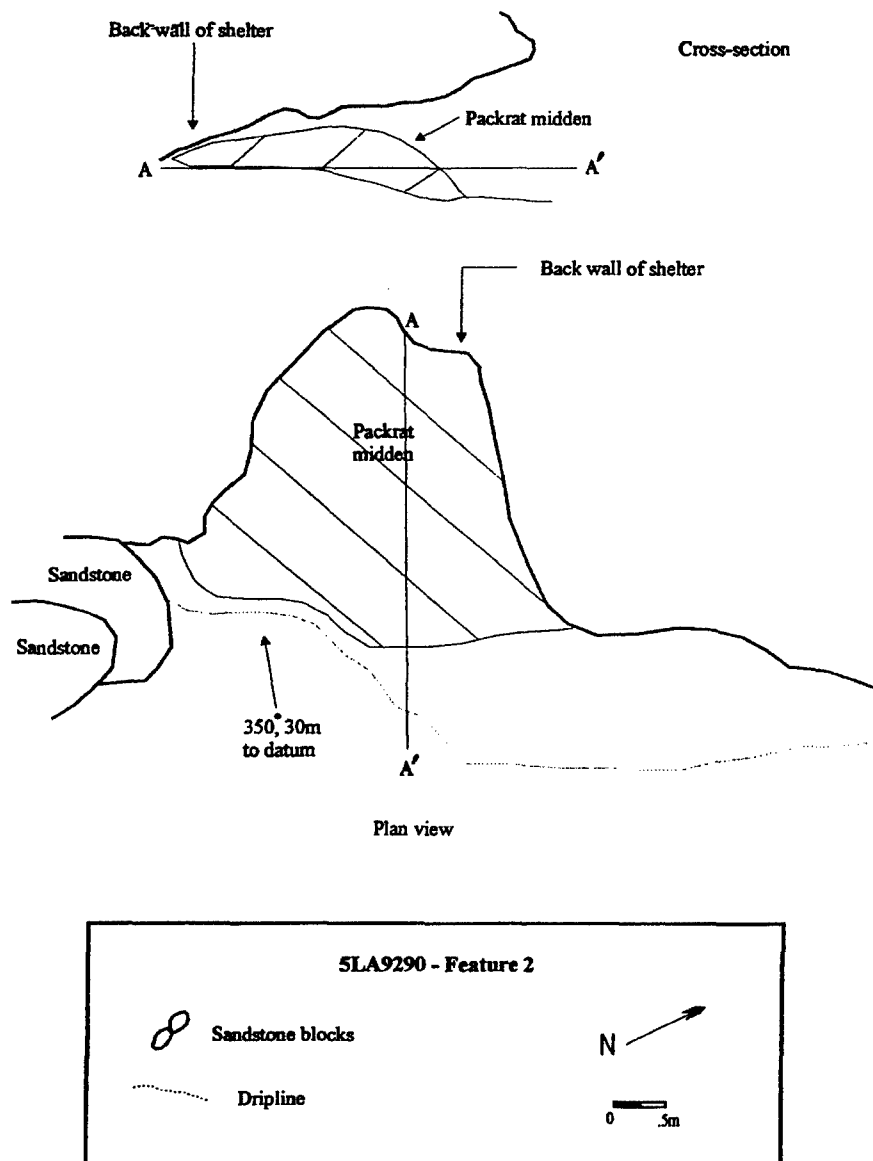 Back wall of shelter
Cross-section
Packrat midden
A
A′
Back wall of shelter
A
Packrat
midden
Sandstone
Sandstone
350°, 30m
to datum
A′
Plan view
5LA9290 - Feature 2
Sandstone blocks
N
Dripline
0 .5m